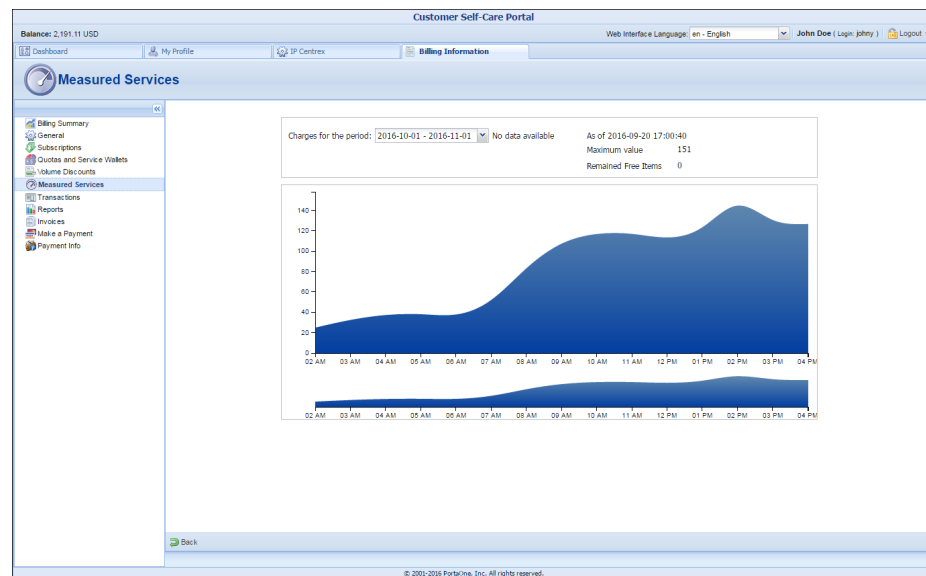 Customer Self-Care Portal
Balance: 2,191.11 USD
Web Interface Language: en - English
John Doe ( Login: johny )
Logout
Dashboard
My Profile
IP Centrex
Billing Information
Measured Services
«
Billing Summary
General
Subscriptions
Quotas and Service Wallets
Volume Discounts
Measured Services
Transactions
Reports
Invoices
Make a Payment
Payment Info
Charges for the period: 2016-10-01 - 2016-11-01 No data available
As of 2016-09-20 17:00:40
Maximum value 151
Remained Free Items 0
140
120
100
80
60
40
20
0
02 AM 03 AM 04 AM 05 AM 06 AM 07 AM 08 AM 09 AM 10 AM 11 AM 12 PM 01 PM 02 PM 03 PM 04 PM
02 AM 03 AM 04 AM 05 AM 06 AM 07 AM 08 AM 09 AM 10 AM 11 AM 12 PM 01 PM 02 PM 03 PM 04 PM
Back
© 2001-2016 PortaOne, Inc. All rights reserved.